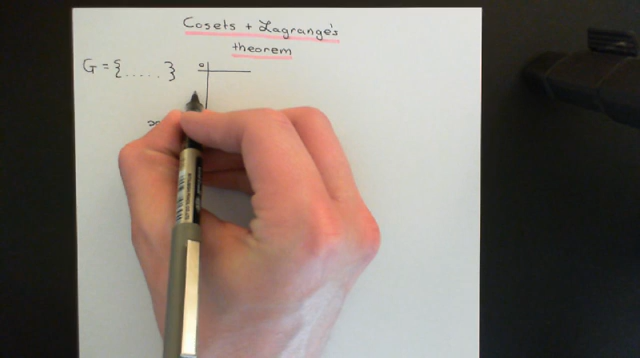 Cosets + Lagrange's
theorem
G = {.....}